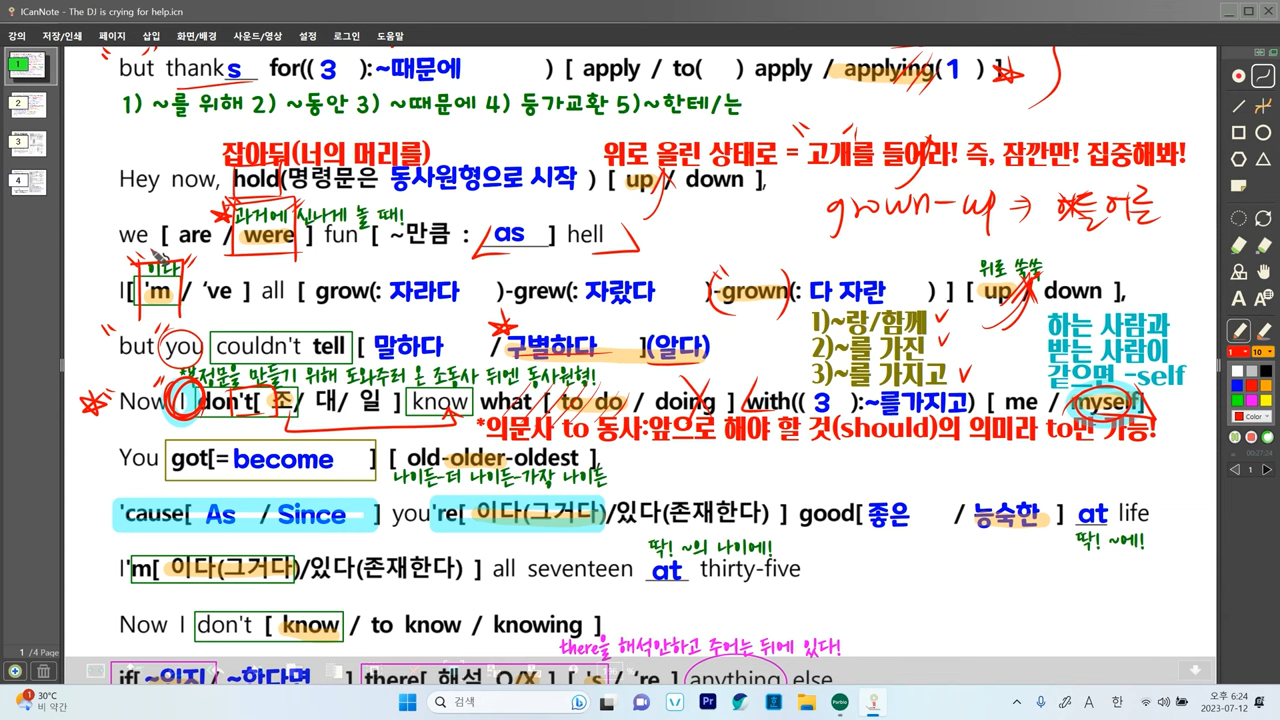 ICanNote - The DJ is crying for help.icn
강의 저장/인쇄 페이지 삽입 화면/배경 사운드/영상 설정 로그인 도움말
but thanks for(( 3 ):~때문에 ) [ apply / to( ) apply / applying( 1 ) ]
1) ~를 위해 2) ~동안 3) ~때문에 4) 등가교환 5)~한테/는
잡아둬(너의 머리를) 위로 올린 상태로 = 고개를 들어라! 즉, 잠깐만! 집중해봐!
Hey now, hold(명령문은 동사원형으로 시작 ) [ up / down ],
grown-up → 어른
과거에 신나게 놀 때!
we [ are / were ] fun [ ~만큼 : as ] hell
이다 위로 쑥쑥
I[ 'm / ‘ve ] all [ grow(: 자라다 )-grew(: 자랐다 )-grown(: 다 자란 ) ] [ up / down ],
1)~랑/함께 하는 사람과
but you couldn't tell [ 말하다 / 구별하다 ](알다) 2)~를 가진 받는 사람이
*부정문을 만들기 위해 도와주러 온 조동사 뒤엔 동사원형! 3)~를 가지고 같으면 -self
Now I don't[ 조/ 대/ 일 ] know what [ to do / doing ] with(( 3 ):~를가지고) [ me / myself]
*의문사 to 동사:앞으로 해야 할 것(should)의 의미라 to만 가능!
You got[= become ] [ old-older-oldest ],
나이든-더 나이든-가장 나이든
'cause[ As / Since ] you're[ 이다(그거다)/있다(존재한다) ] good[ 좋은 / 능숙한 ] at life
딱! ~의 나이에! 딱! ~에!
I'm[ 이다(그거다)/있다(존재한다) ] all seventeen at thirty-five
Now I don't [ know / to know / knowing ]
there을 해석안하고 주어는 뒤에 있다!
if[ ~인지 / ~한다면 ] there[ 해석 O/X ] [ 's / ‘re ] anything else
1 /4 Page
00:27:24
Color
30°C
비 약간
검색
오후 6:24
2023-07-12